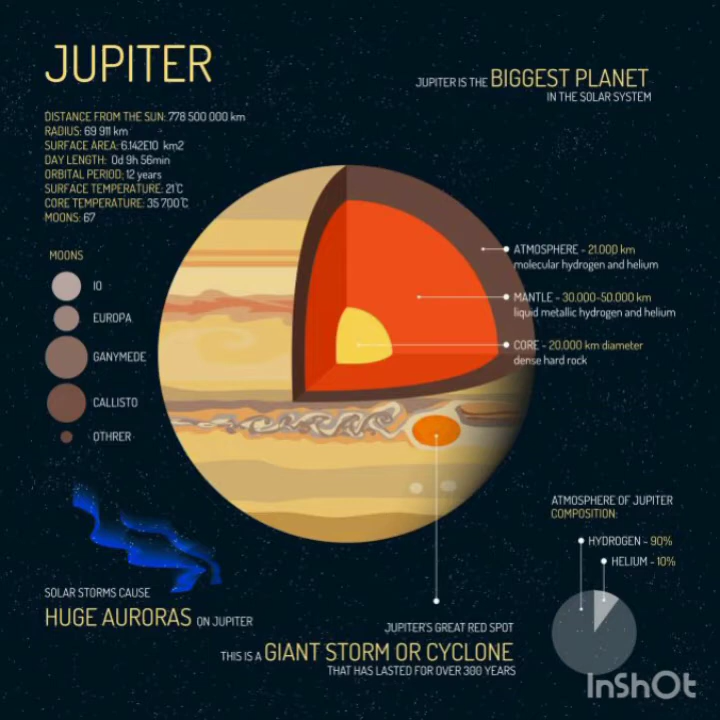 JUPITER
JUPITER IS THE BIGGEST PLANET
IN THE SOLAR SYSTEM
DISTANCE FROM THE SUN: 778 500 000 km
RADIUS: 69 911 km
SURFACE AREA: 6.142E10 km2
DAY LENGTH: 0d 9h 56min
ORBITAL PERIOD; 12 years
SURFACE TEMPERATURE: 21°C
CORE TEMPERATURE: 35 700°C
MOONS: 67
MOONS
IO
EUROPA
GANYMEDE
CALLISTO
OTHRER
ATMOSPHERE - 21.000 km
molecular hydrogen and helium
MANTLE - 30.000-50.000 km
liquid metallic hydrogen and helium
CORE - 20.000 km diameter
dense hard rock
ATMOSPHERE OF JUPITER
COMPOSITION:
HYDROGEN - 90%
HELIUM - 10%
SOLAR STORMS CAUSE
HUGE AURORAS ON JUPITER
JUPITER'S GREAT RED SPOT
THIS IS A GIANT STORM OR CYCLONE
THAT HAS LASTED FOR OVER 300 YEARS
InShOt